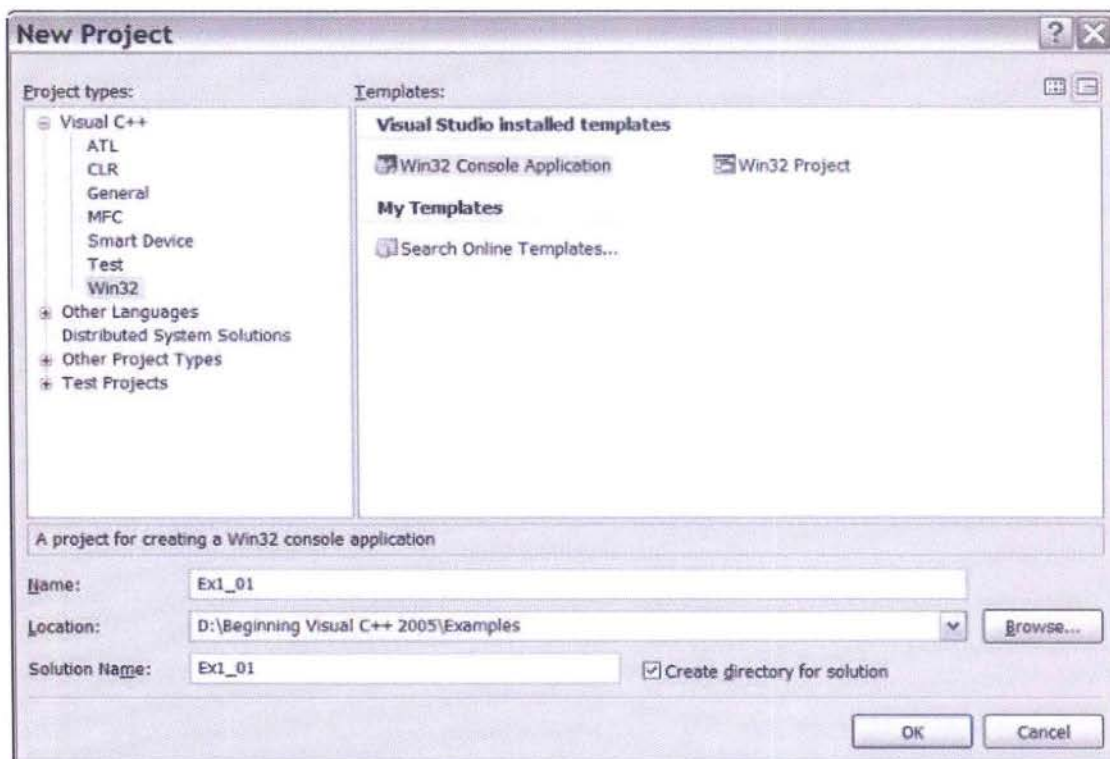 New Project
Project types:
Templates:
Visual C++
ATL
CLR
General
MFC
Smart Device
Test
Win32
Other Languages
Distributed System Solutions
Other Project Types
Test Projects
Visual Studio installed templates
Win32 Console Application
Win32 Project
My Templates
Search Online Templates...
A project for creating a Win32 console application
Name:
Ex1_01
Location:
D:\Beginning Visual C++ 2005\Examples
Browse...
Solution Name:
Ex1_01
Create directory for solution
OK
Cancel